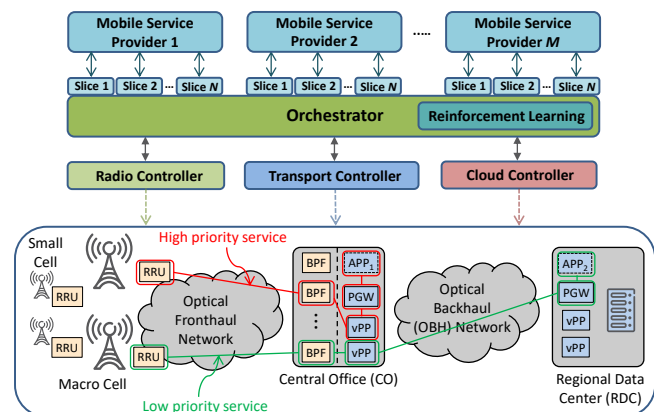 Mobile Service
Provider 1
Mobile Service
Provider 2
.....
Mobile Service
Provider M
Slice 1 Slice 2 ... Slice N
Slice 1 Slice 2 ... Slice N
Slice 1 Slice 2 ... Slice N
Orchestrator
Reinforcement Learning
Radio Controller
Transport Controller
Cloud Controller
Small
Cell
High priority service
RRU
RRU
RRU
RRU
Macro Cell
Optical
Fronthaul
Network
Low priority service
BPF
BPF
⋮
BPF
APP1
PGW
vPP
vPP
Central Office (CO)
Optical
Backhaul
(OBH) Network
APP2
PGW
vPP
vPP
Regional Data
Center (RDC)